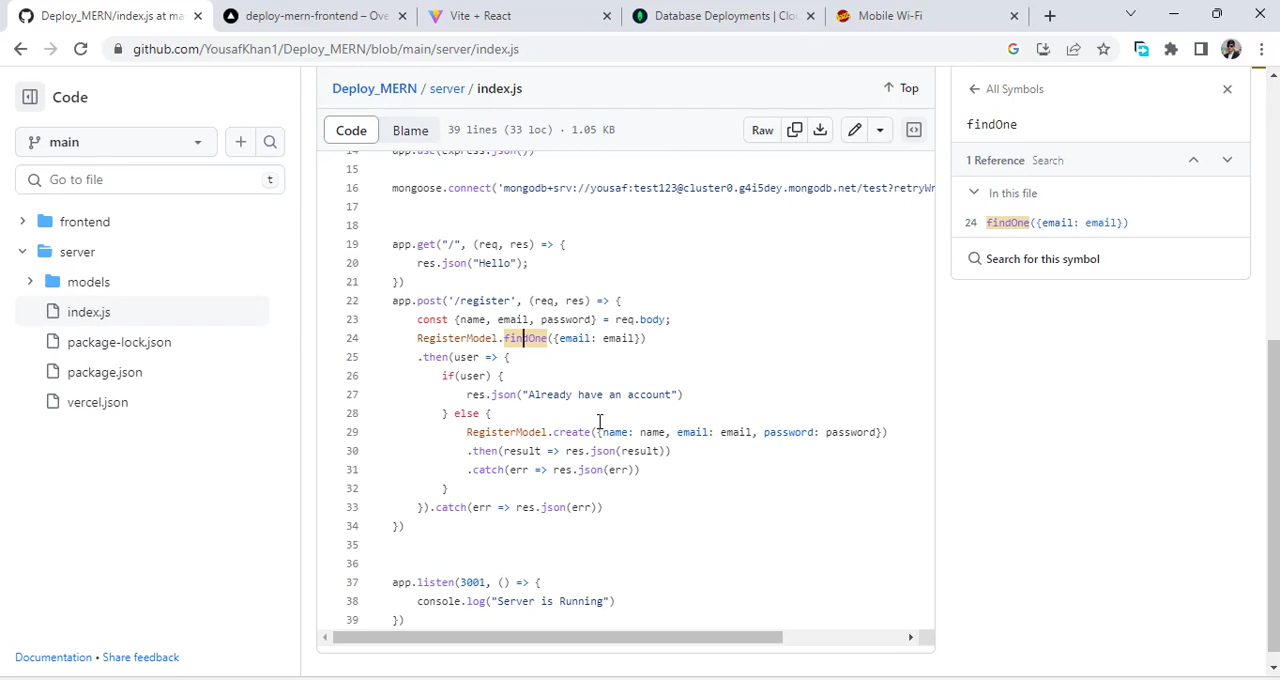 Deploy_MERN/index.js at ma
deploy-mern-frontend – Ove
Vite + React
Database Deployments | Clo
Mobile Wi-Fi
github.com/YousafKhan1/Deploy_MERN/blob/main/server/index.js
Code
main
Go to file
t
frontend
server
models
index.js
package-lock.json
package.json
vercel.json
Documentation • Share feedback
Deploy_MERN / server / index.js
Top
Code
Blame
39 lines (33 loc) · 1.05 KB
Raw
14 app.use(express.json())
15
16 mongoose.connect('mongodb+srv://yousaf:test123@cluster0.g4i5dey.mongodb.net/test?retryWr
17
18
19 app.get("/", (req, res) => {
20 res.json("Hello");
21 })
22 app.post('/register', (req, res) => {
23 const {name, email, password} = req.body;
24 RegisterModel.findOne({email: email})
25 .then(user => {
26 if(user) {
27 res.json("Already have an account")
28 } else {
29 RegisterModel.create({name: name, email: email, password: password})
30 .then(result => res.json(result))
31 .catch(err => res.json(err))
32 }
33 }).catch(err => res.json(err))
34 })
35
36
37 app.listen(3001, () => {
38 console.log("Server is Running")
39 })
All Symbols
findOne
1 Reference Search
In this file
24 findOne({email: email})
Search for this symbol